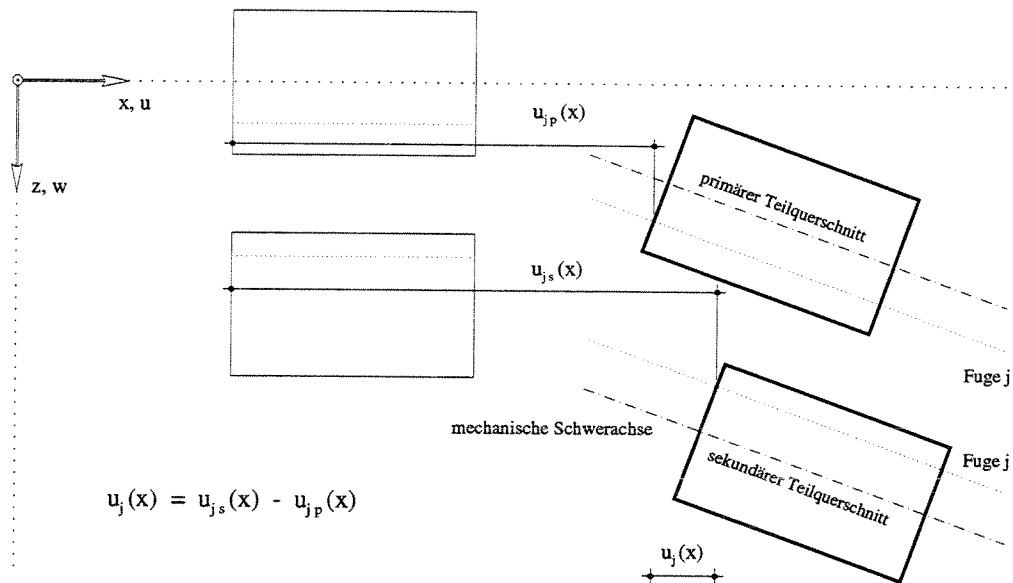 x, u
u_jp(x)
z, w
primärer Teilquerschnitt
u_js(x)
Fuge j
mechanische Schwerachse
Fuge j
sekundärer Teilquerschnitt
u_j(x) = u_js(x) - u_jp(x)
u_j(x)